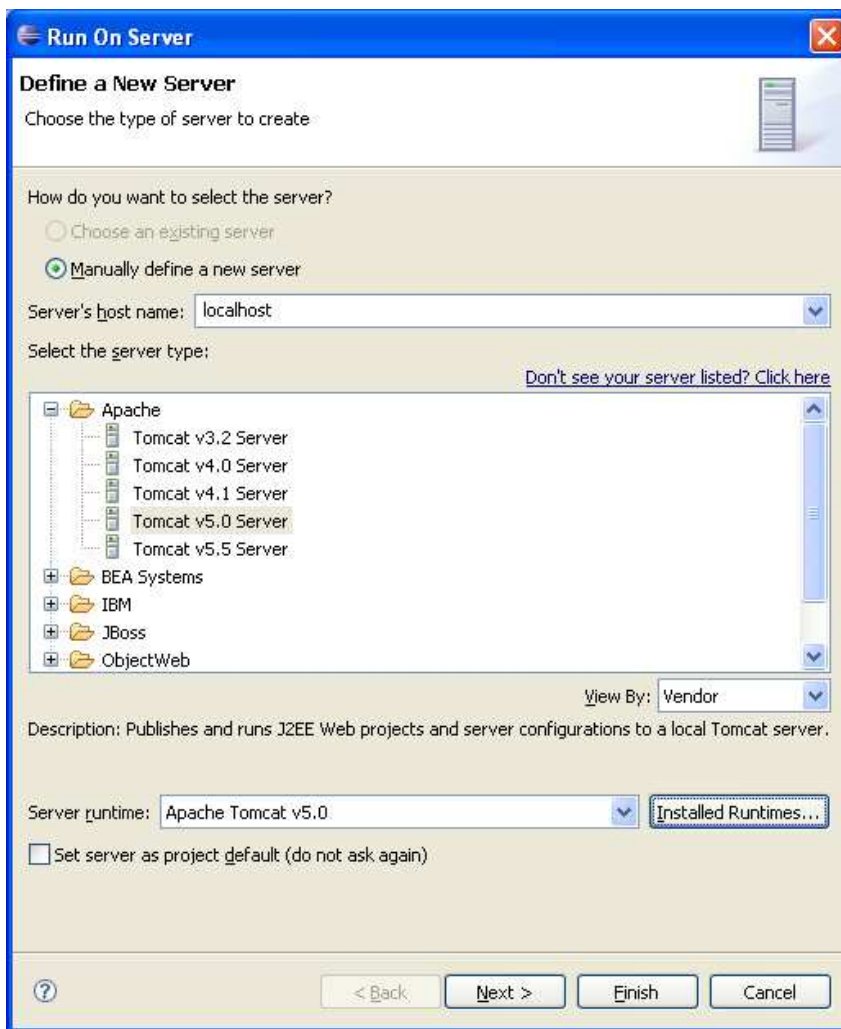 Run On Server
Define a New Server
Choose the type of server to create
How do you want to select the server?
Choose an existing server
Manually define a new server
Server's host name: localhost
Select the server type:
Don't see your server listed? Click here
Apache
Tomcat v3.2 Server
Tomcat v4.0 Server
Tomcat v4.1 Server
Tomcat v5.0 Server
Tomcat v5.5 Server
BEA Systems
IBM
JBoss
ObjectWeb
View By: Vendor
Description: Publishes and runs J2EE Web projects and server configurations to a local Tomcat server.
Server runtime: Apache Tomcat v5.0 Installed Runtimes...
Set server as project default (do not ask again)
? < Back Next > Finish Cancel